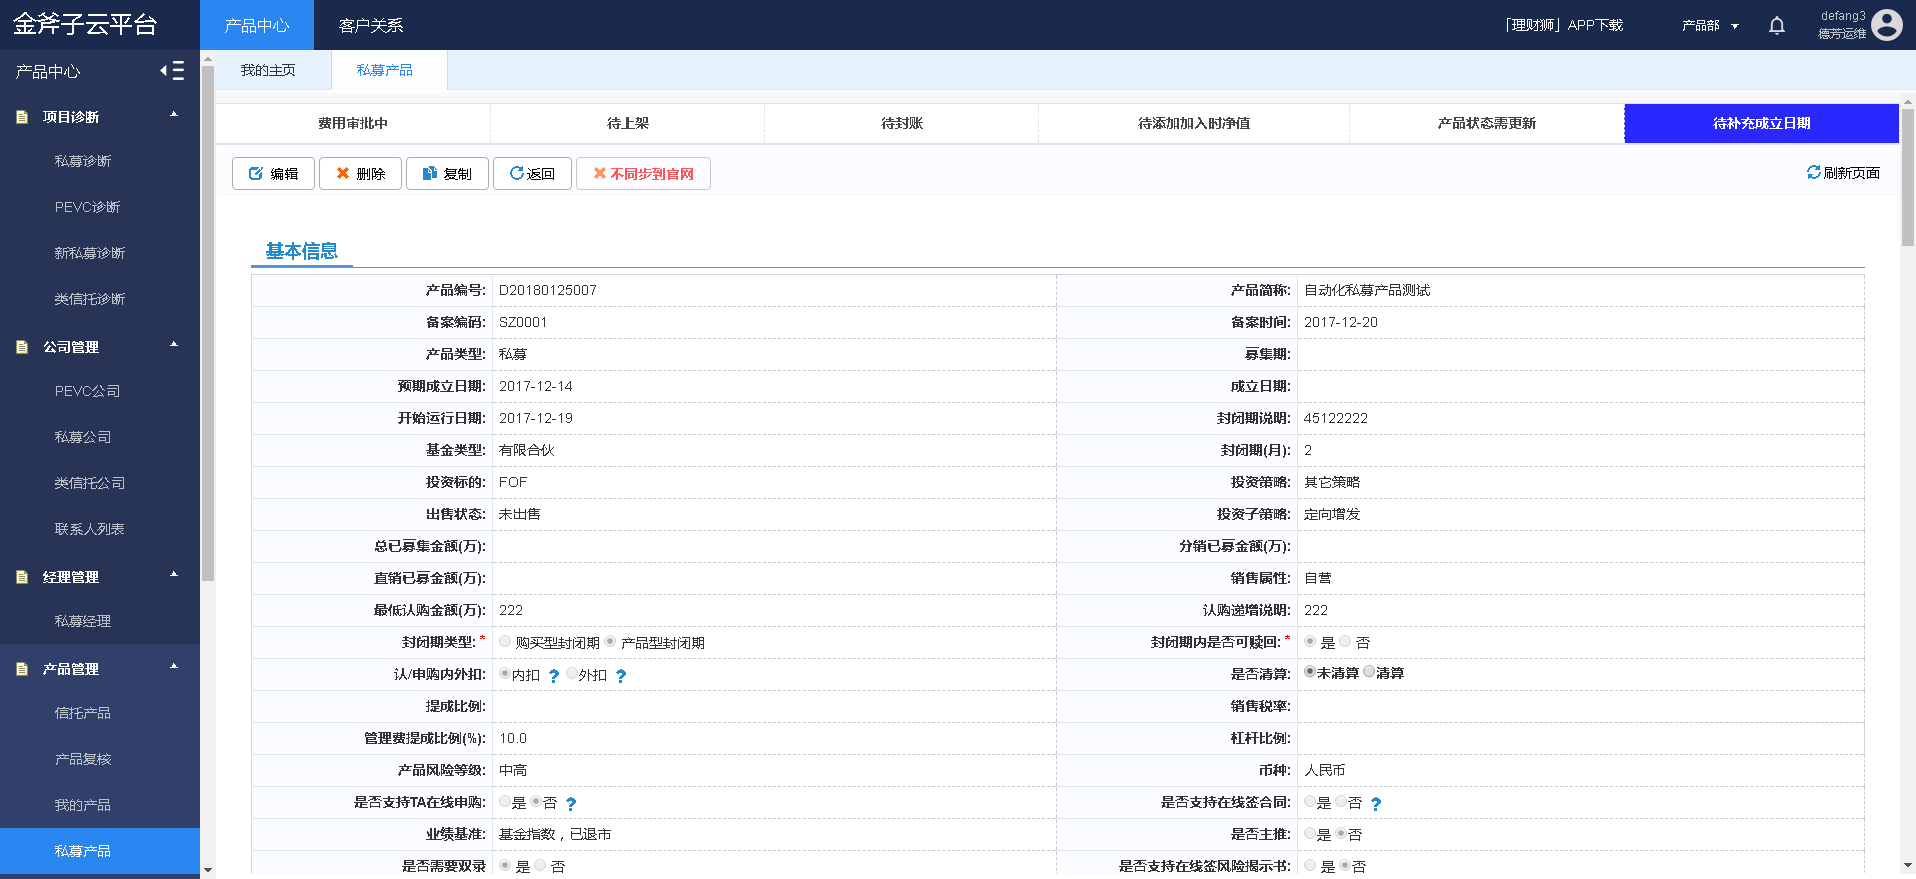 金斧子云平台
产品中心
客户关系
「理财狮」APP下载
产品部
defang3
德芳运维
产品中心
我的主页
私募产品
项目诊断
私募诊断
PEVC诊断
新私募诊断
类信托诊断
公司管理
PEVC公司
私募公司
类信托公司
联系人列表
经理管理
私募经理
产品管理
信托产品
产品复核
我的产品
私募产品
费用审批中
待上架
待封账
待添加加入时净值
产品状态需更新
待补充成立日期
编辑
删除
复制
返回
不同步到官网
刷新页面
基本信息
产品编号: D20180125007
产品简称: 自动化私募产品测试
备案编码: SZ0001
备案时间: 2017-12-20
产品类型: 私募
募集期:
预期成立日期: 2017-12-14
成立日期:
开始运行日期: 2017-12-19
封闭期说明: 45122222
基金类型: 有限合伙
封闭期(月): 2
投资标的: FOF
投资策略: 其它策略
出售状态: 未出售
投资子策略: 定向增发
总已募集金额(万):
分销已募金额(万):
直销已募金额(万):
销售属性: 自营
最低认购金额(万): 222
认购递增说明: 222
封闭期类型:* 购买型封闭期 产品型封闭期
封闭期内是否可赎回:* 是 否
认/申购内外扣: 内扣 ? 外扣 ?
是否清算: 未清算 清算
提成比例:
销售税率:
管理费提成比例(%): 10.0
杠杆比例:
产品风险等级: 中高
币种: 人民币
是否支持TA在线申购: 是 否 ?
是否支持在线签合同: 是 否 ?
业绩基准: 基金指数，已退市
是否主推: 是 否
是否需要双录 是 否
是否支持在线签风险揭示书: 是 否